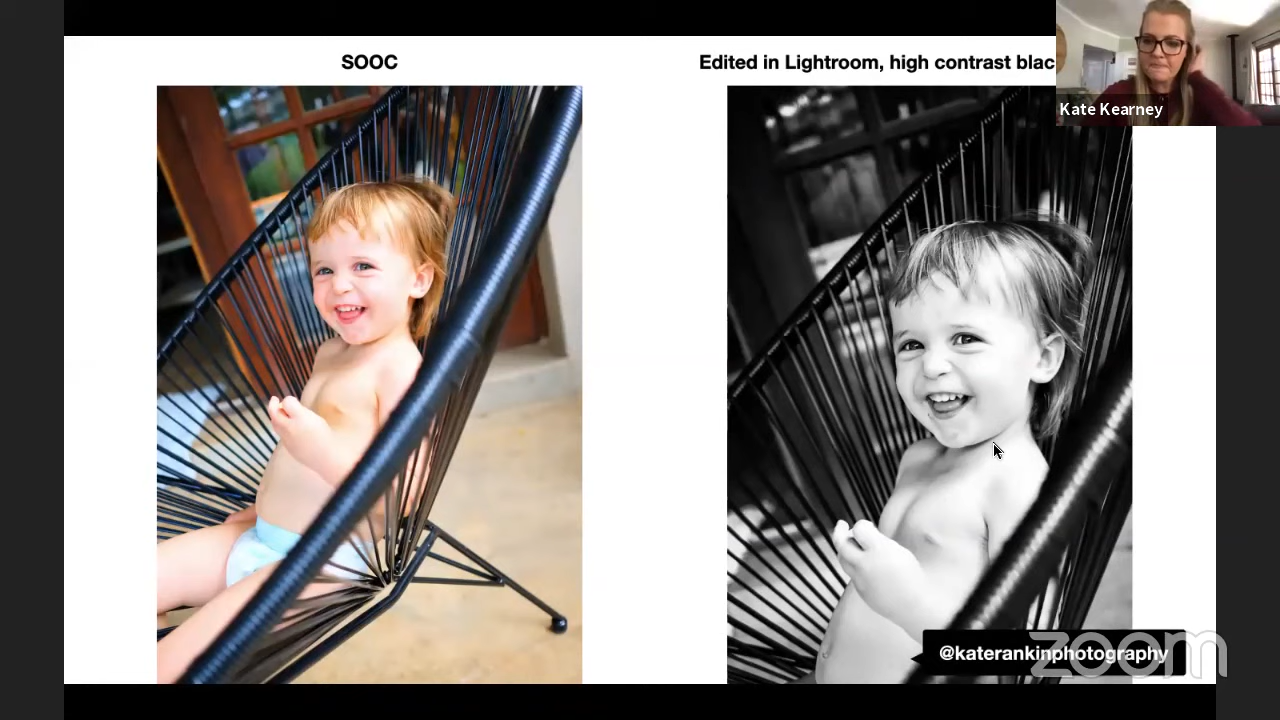 SOOC
Edited in Lightroom, high contrast blac
Kate Kearney
@katerankinphotography
zoom